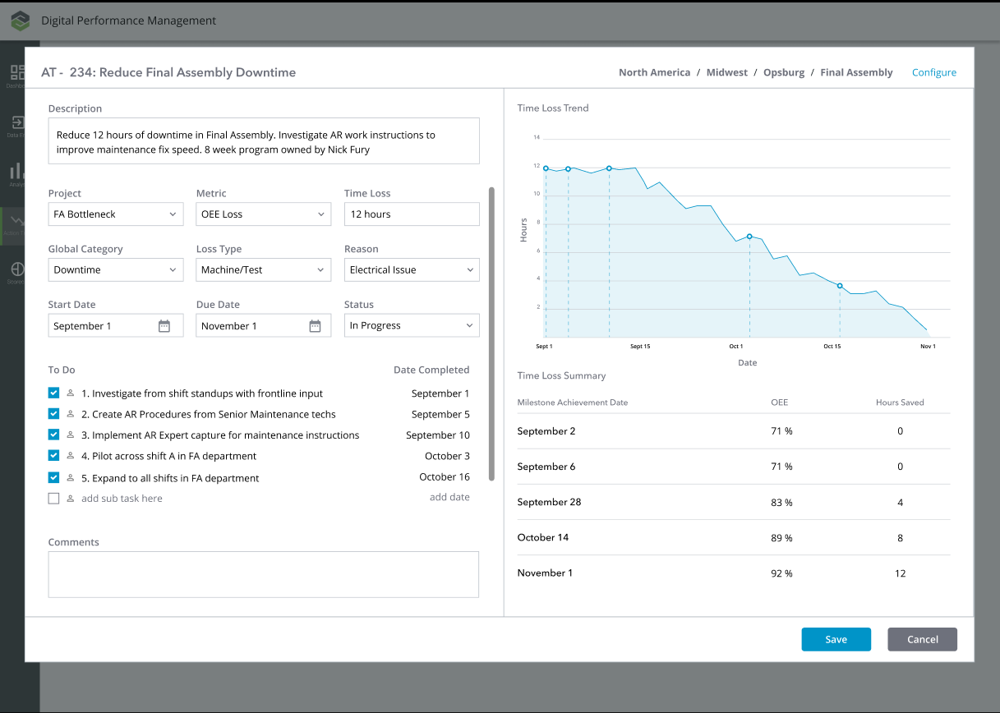 Digital Performance Management
AT - 234: Reduce Final Assembly Downtime
North America / Midwest / Opsburg / Final Assembly Configure
Description
Reduce 12 hours of downtime in Final Assembly. Investigate AR work instructions to
improve maintenance fix speed. 8 week program owned by Nick Fury
Project Metric Time Loss
FA Bottleneck OEE Loss 12 hours
Global Category Loss Type Reason
Downtime Machine/Test Electrical Issue
Start Date Due Date Status
September 1 November 1 In Progress
To Do Date Completed
1. Investigate from shift standups with frontline input September 1
2. Create AR Procedures from Senior Maintenance techs September 5
3. Implement AR Expert capture for maintenance instructions September 10
4. Pilot across shift A in FA department October 3
5. Expand to all shifts in FA department October 16
add sub task here add date
Comments
Time Loss Trend
14
12
10
8
6
4
2
Hours
Sept 1 Sept 15 Oct 1 Oct 15 Nov 1
Date
Time Loss Summary
Milestone Achievement Date OEE Hours Saved
September 2 71 % 0
September 6 71 % 0
September 28 83 % 4
October 14 89 % 8
November 1 92 % 12
Save Cancel